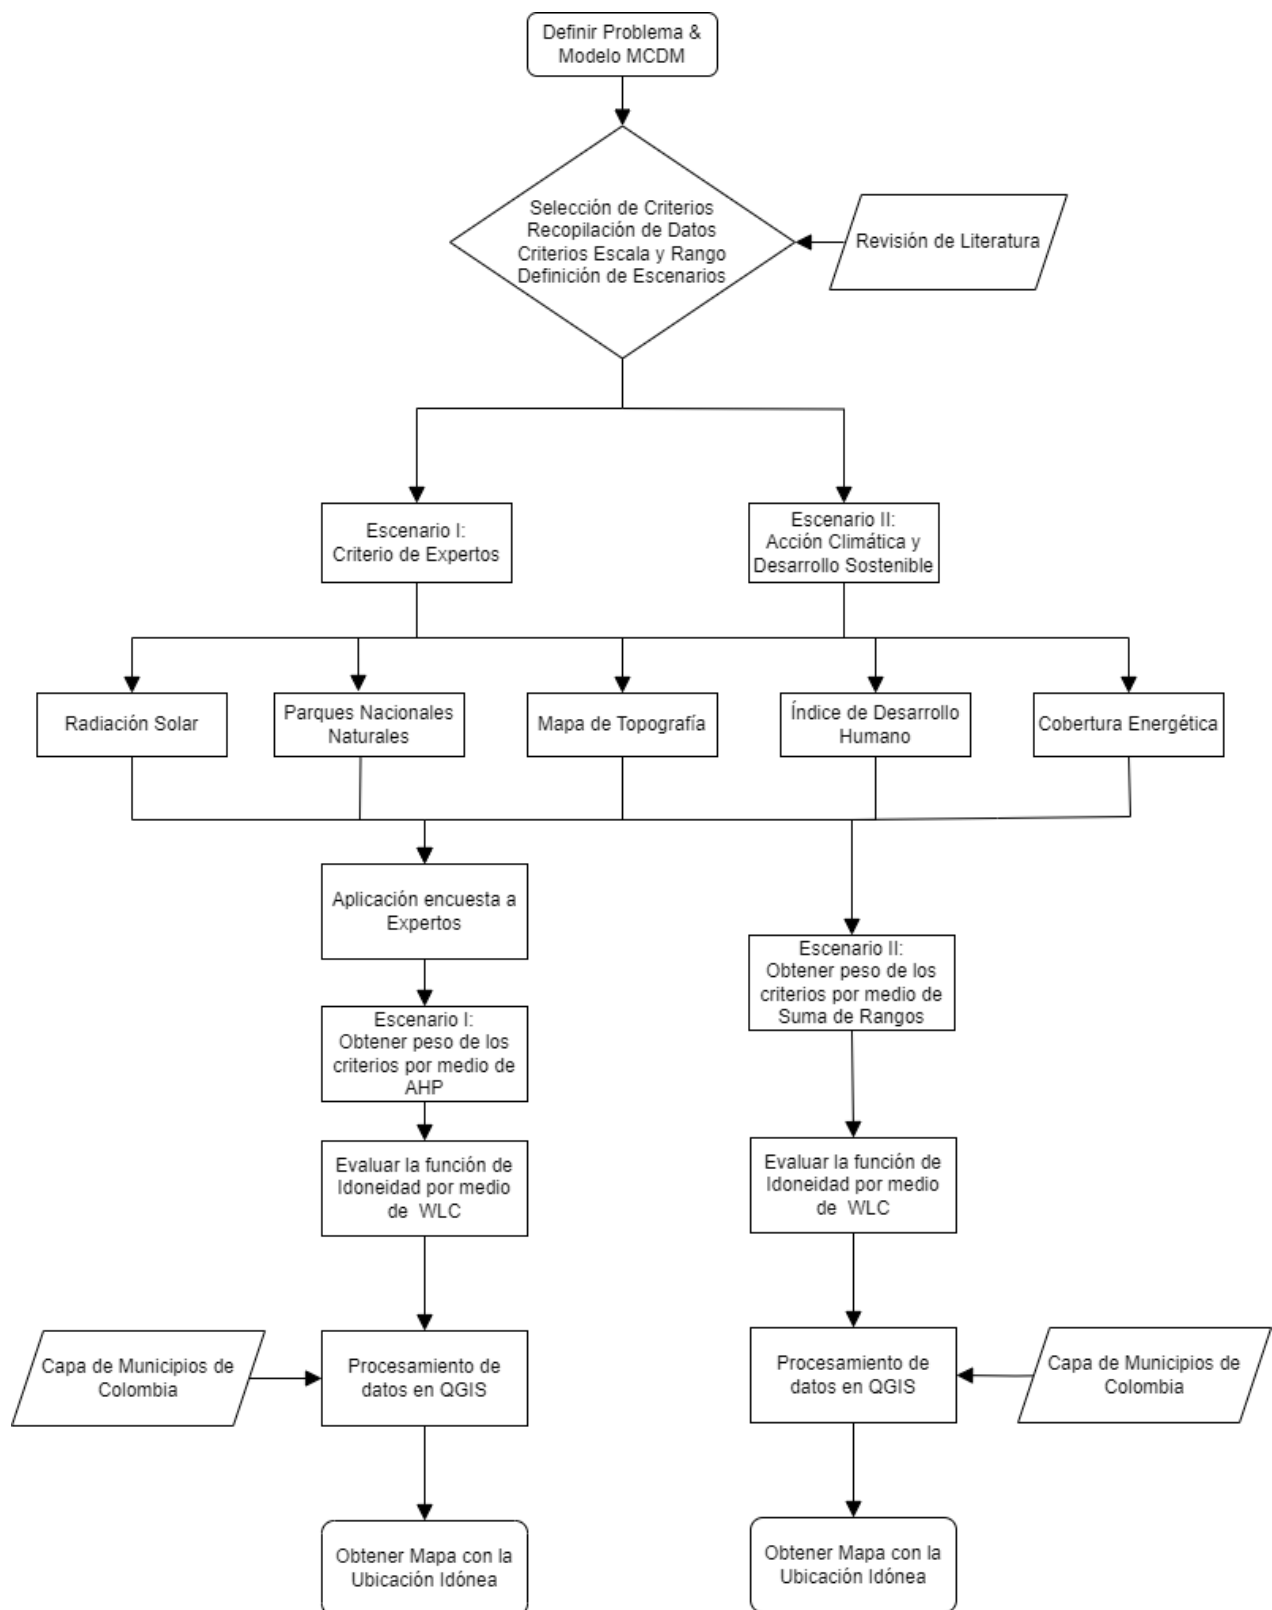 Definir Problema &
Modelo MCDM
Selección de Criterios
Recopilación de Datos
Criterios Escala y Rango
Definición de Escenarios
Revisión de Literatura
Escenario I:
Criterio de Expertos
Escenario II:
Acción Climática y
Desarrollo Sostenible
Radiación Solar
Parques Nacionales
Naturales
Mapa de Topografía
Índice de Desarrollo
Humano
Cobertura Energética
Aplicación encuesta a
Expertos
Escenario II:
Obtener peso de los
criterios por medio de
Suma de Rangos
Escenario I:
Obtener peso de los
criterios por medio de
AHP
Evaluar la función de
Idoneidad por medio
de  WLC
Evaluar la función de
Idoneidad por medio
de  WLC
Capa de Municipios de
Colombia
Procesamiento de
datos en QGIS
Procesamiento de
datos en QGIS
Capa de Municipios de
Colombia
Obtener Mapa con la
Ubicación Idónea
Obtener Mapa con la
Ubicación Idónea